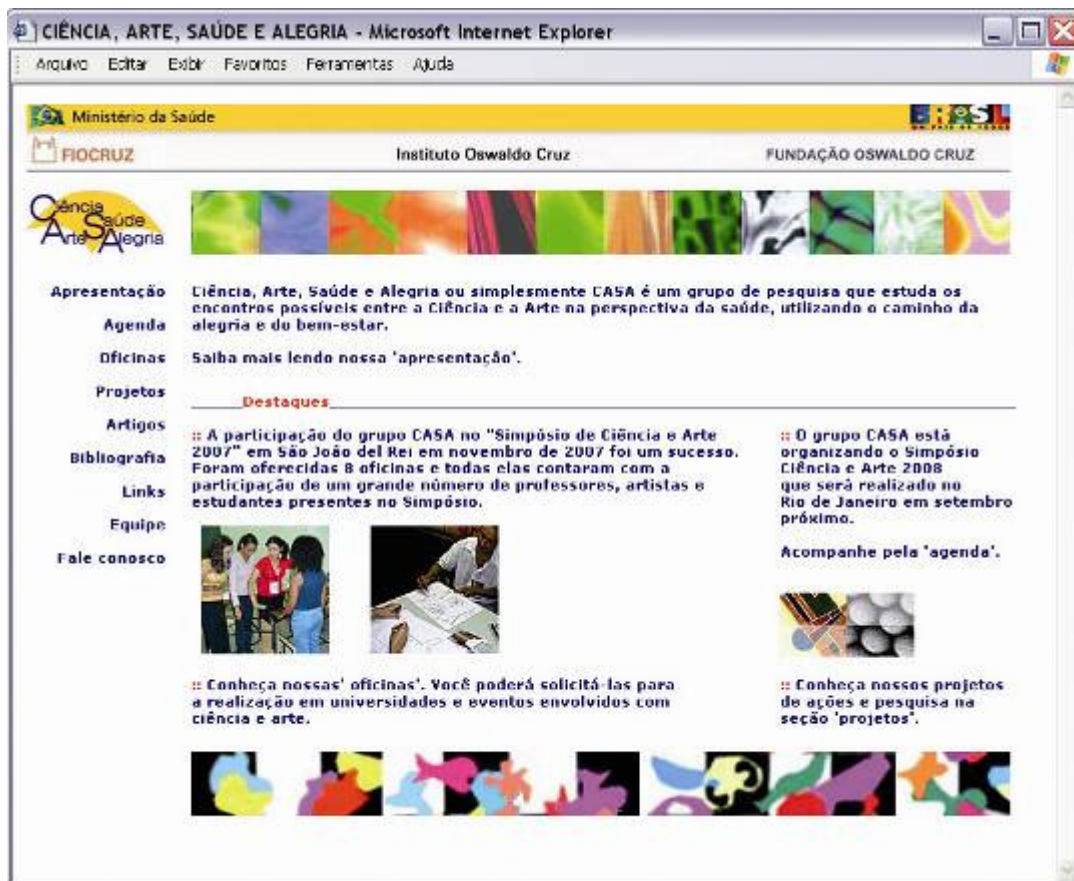 CIÊNCIA, ARTE, SAÚDE E ALEGRIA - Microsoft Internet Explorer
Arquivo Editar Exibir Favoritos Ferramentas Ajuda
Ministério da Saúde
BRASIL
UM PAÍS DE TODOS
FIOCRUZ
Instituto Oswaldo Cruz
FUNDAÇÃO OSWALDO CRUZ
Ciência
Saúde
Arte
Alegria
Apresentação
Agenda
Oficinas
Projetos
Artigos
Bibliografia
Links
Equipe
Fale conosco
Ciência, Arte, Saúde e Alegria ou simplesmente CASA é um grupo de pesquisa que estuda os
encontros possíveis entre a Ciência e a Arte na perspectiva da saúde, utilizando o caminho da
alegria e do bem-estar.
Saiba mais lendo nossa 'apresentação'.
Destaques
:: A participação do grupo CASA no "Simpósio de Ciência e Arte
2007" em São João del Rei em novembro de 2007 foi um sucesso.
Foram oferecidas 8 oficinas e todas elas contaram com a
participação de um grande número de professores, artistas e
estudantes presentes no Simpósio.
:: O grupo CASA está
organizando o Simpósio
Ciência e Arte 2008
que será realizado no
Rio de Janeiro em setembro
próximo.
Acompanhe pela 'agenda'.
:: Conheça nossas' oficinas'. Você poderá solicitá-las para
a realização em universidades e eventos envolvidos com
ciência e arte.
:: Conheça nossos projetos
de ações e pesquisa na
seção 'projetos'.